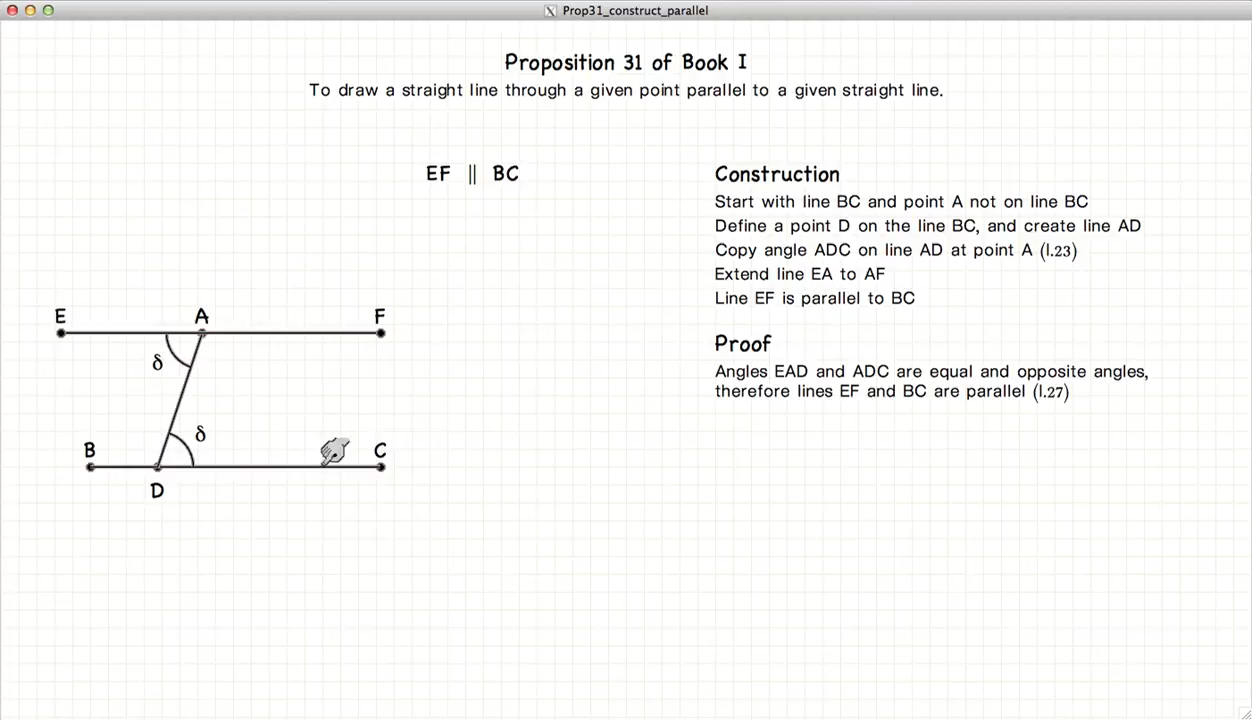 Prop31_construct_parallel
Proposition 31 of Book I
To draw a straight line through a given point parallel to a given straight line.
EF || BC
Construction
Start with line BC and point A not on line BC
Define a point D on the line BC, and create line AD
Copy angle ADC on line AD at point A (I.23)
Extend line EA to AF
Line EF is parallel to BC
Proof
Angles EAD and ADC are equal and opposite angles,
therefore lines EF and BC are parallel (I.27)
E A F
δ
δ
B C
D